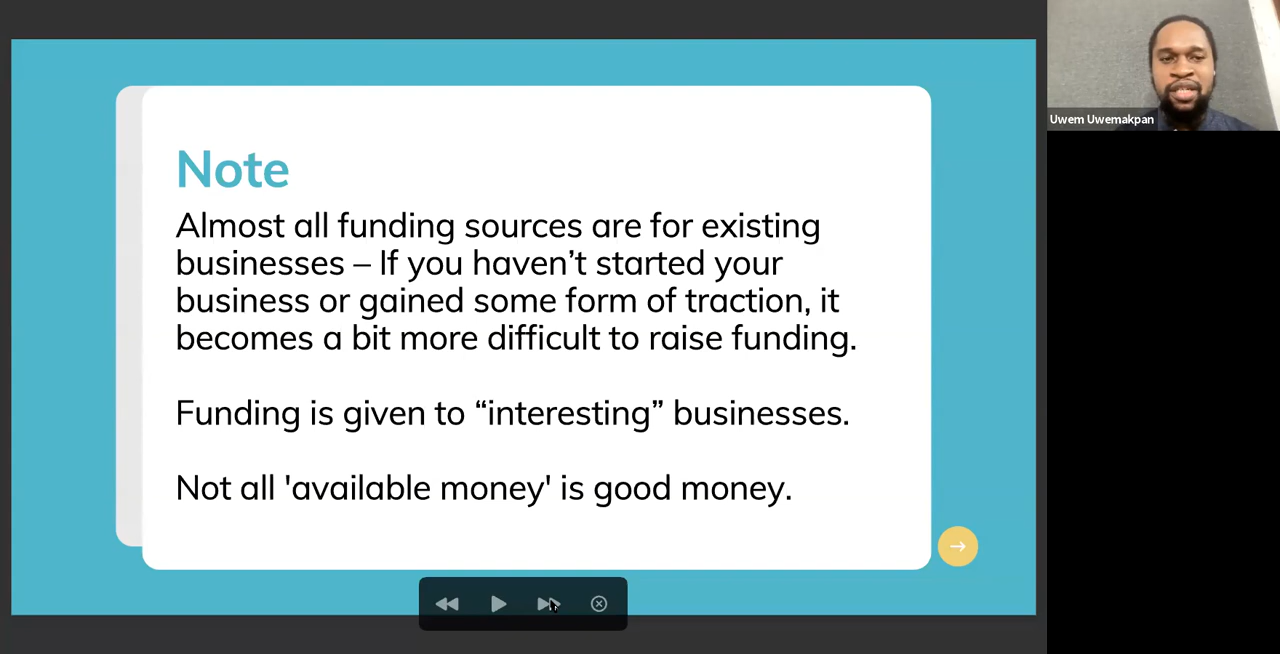 Note
Almost all funding sources are for existing
businesses – If you haven’t started your
business or gained some form of traction, it
becomes a bit more difficult to raise funding.
Funding is given to “interesting” businesses.
Not all 'available money' is good money.
Uwem Uwemakpan